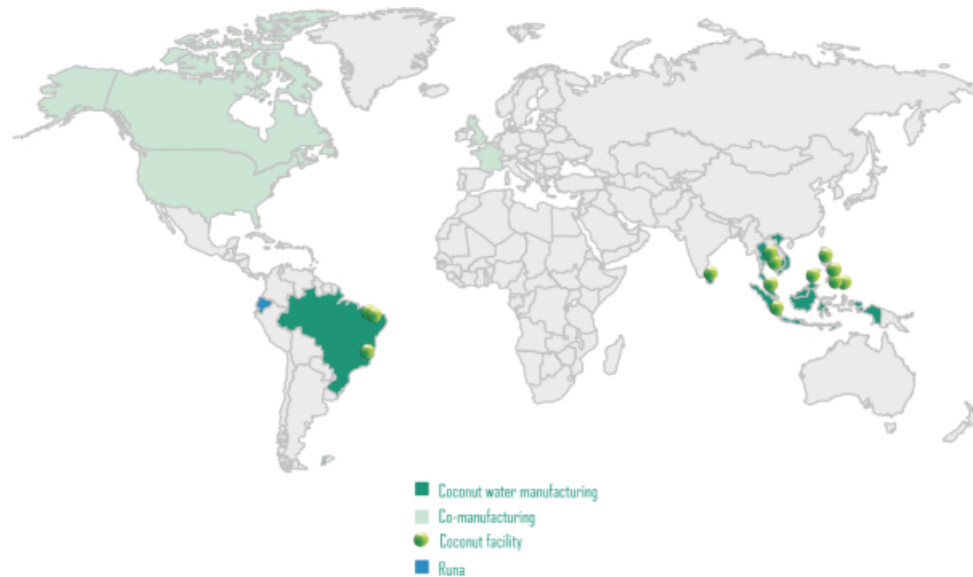 Coconut water manufacturing
Co-manufacturing
Coconut facility
Runa